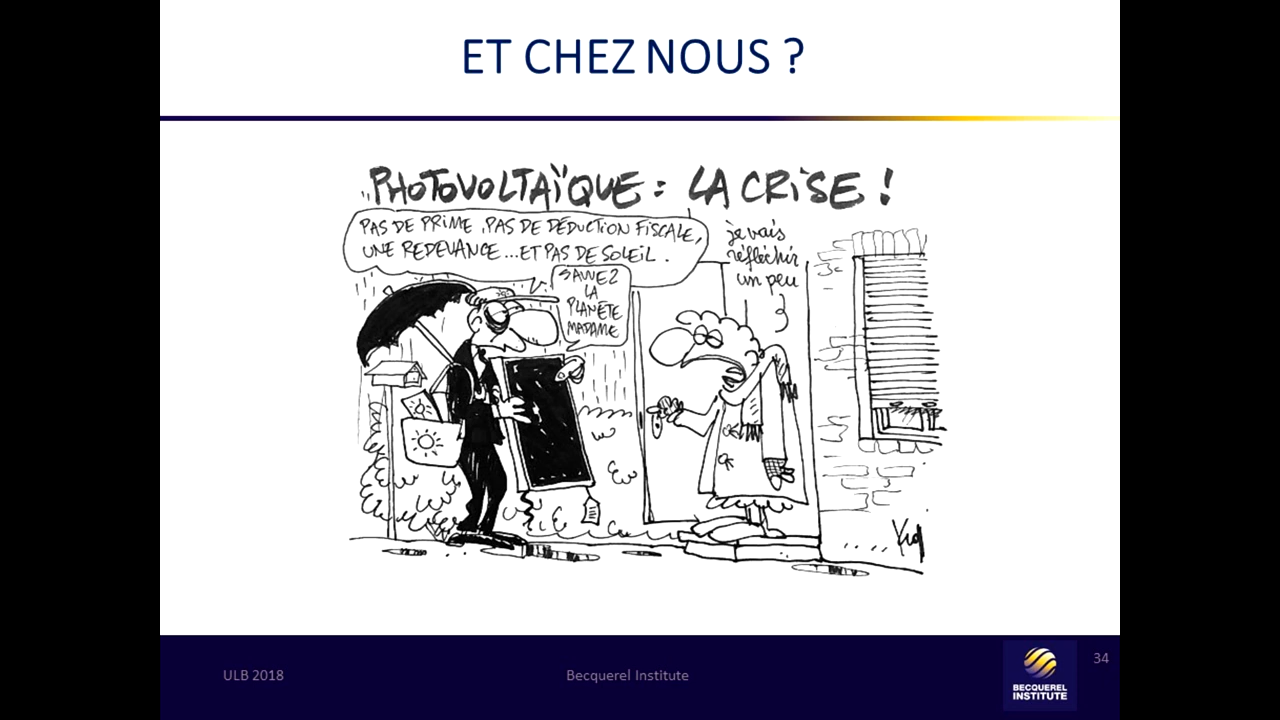 ET CHEZ NOUS ?
PHOTOVOLTAÏQUE : LA CRISE !
PAS DE PRIME, PAS DE DÉDUCTION FISCALE,
UNE REDEVANCE...ET PAS DE SOLEIL.
SAUVEZ
LA
PLANÈTE
MADAME
je vais
réfléchir
un peu
ULB 2018
Becquerel Institute
BECQUEREL
INSTITUTE
34